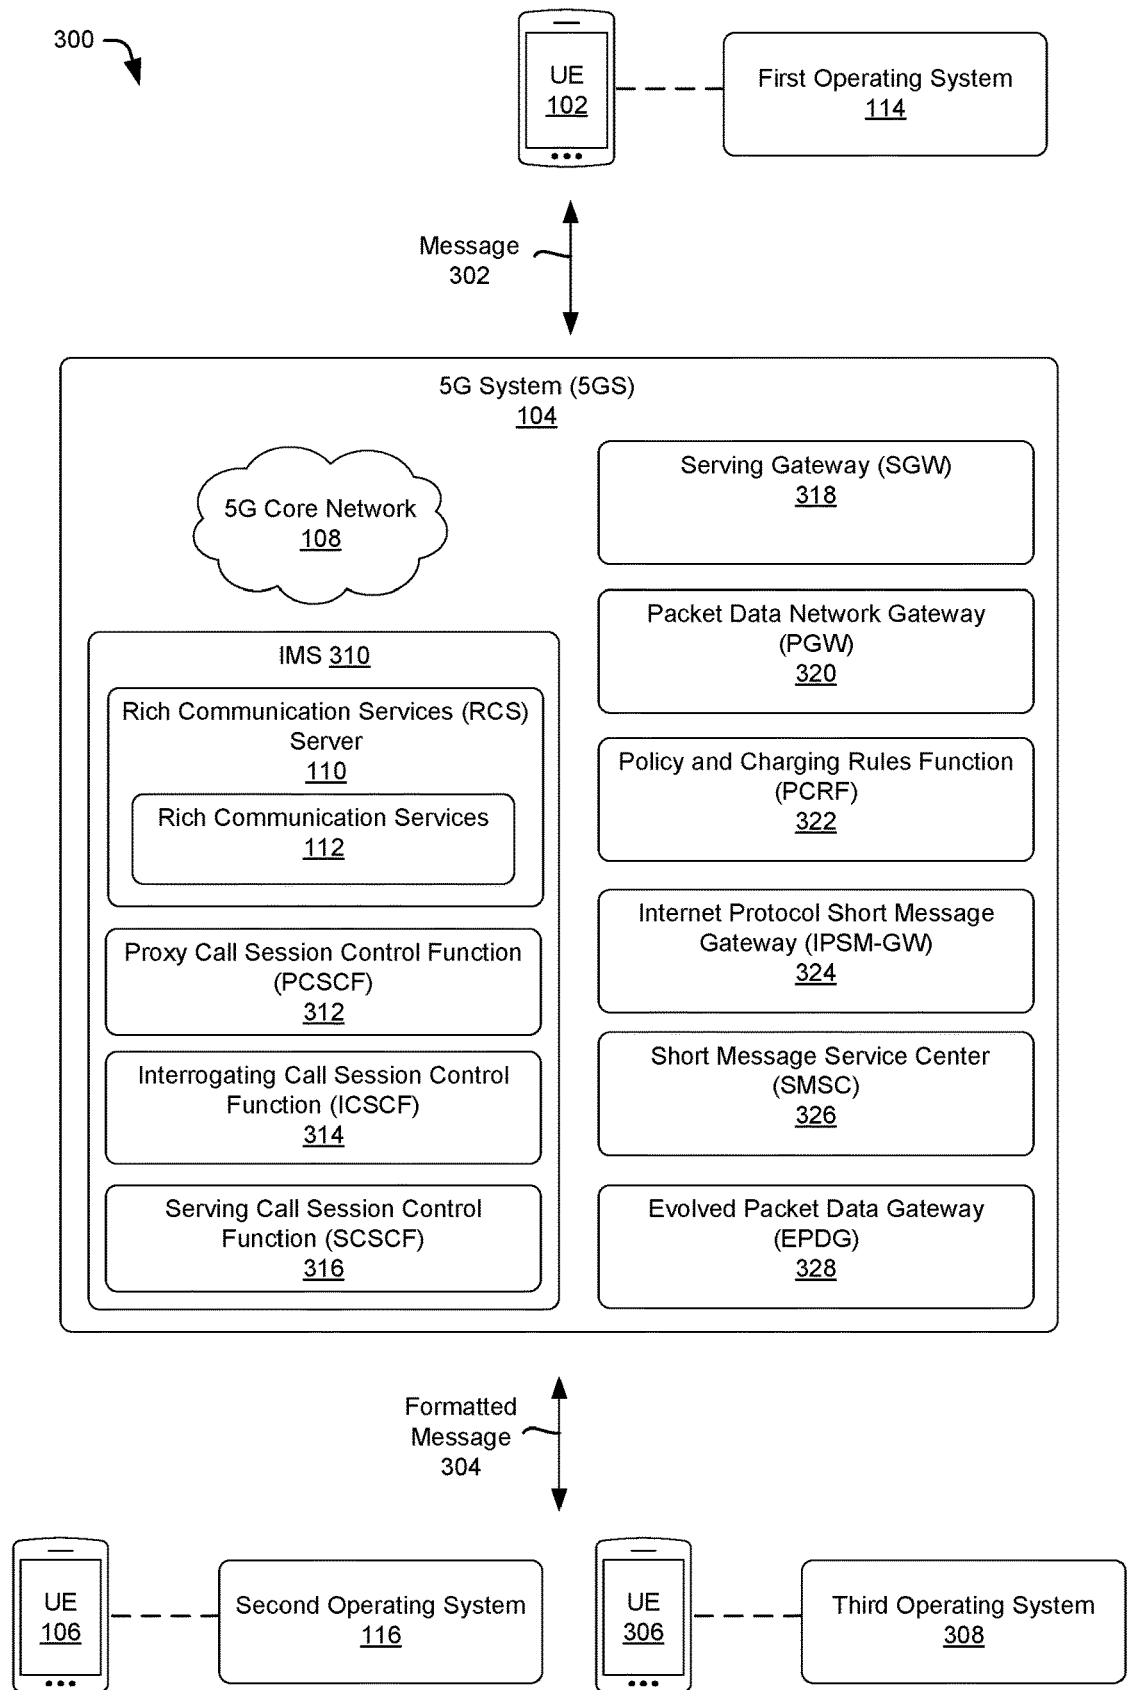 300
UE
102
First Operating System
114
Message
302
5G System (5GS)
104
5G Core Network
108
IMS 310
Rich Communication Services (RCS)
Server
110
Rich Communication Services
112
Proxy Call Session Control Function
(PCSCF)
312
Interrogating Call Session Control
Function (ICSCF)
314
Serving Call Session Control
Function (SCSCF)
316
Serving Gateway (SGW)
318
Packet Data Network Gateway
(PGW)
320
Policy and Charging Rules Function
(PCRF)
322
Internet Protocol Short Message
Gateway (IPSM-GW)
324
Short Message Service Center
(SMSC)
326
Evolved Packet Data Gateway
(EPDG)
328
Formatted
Message
304
UE
106
Second Operating System
116
UE
306
Third Operating System
308